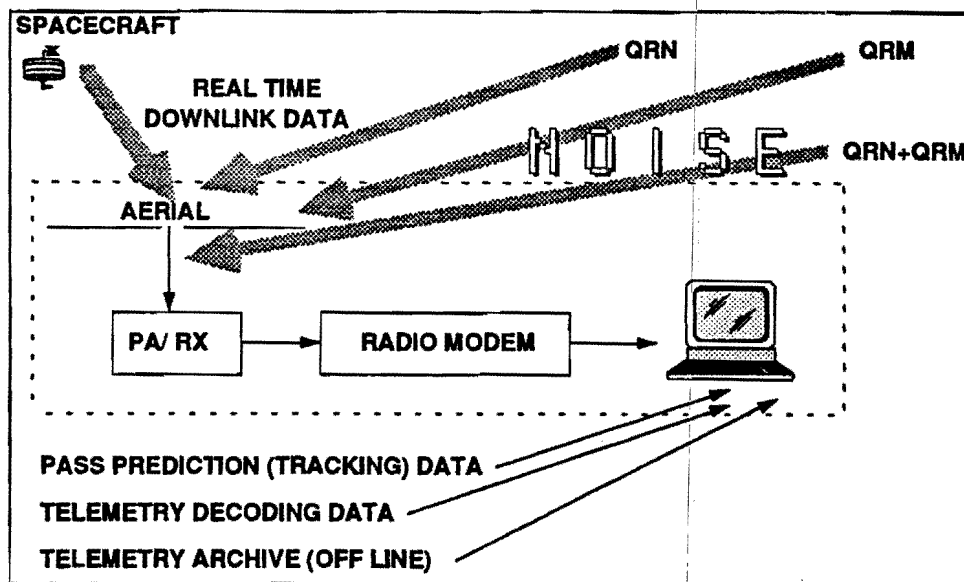 SPACECRAFT
QRN
QRM
REAL TIME
DOWNLINK DATA
NOISE
QRN+QRM
AERIAL
PA/ RX
RADIO MODEM
PASS PREDICTION (TRACKING) DATA
TELEMETRY DECODING DATA
TELEMETRY ARCHIVE (OFF LINE)